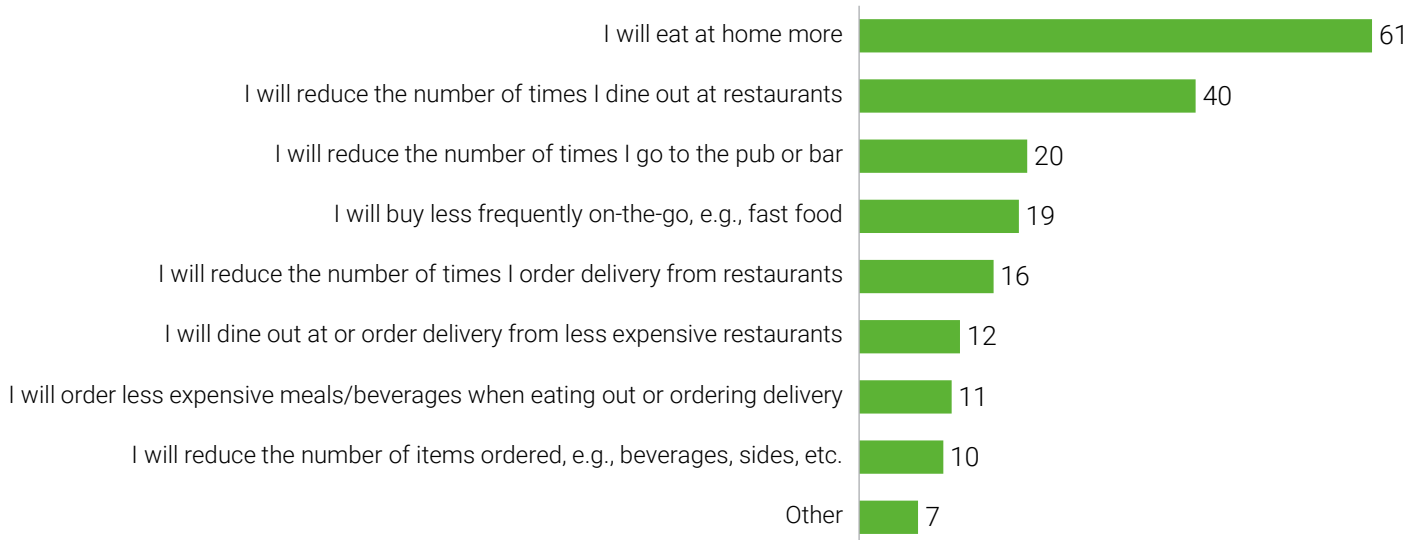 I will eat at home more 61
I will reduce the number of times I dine out at restaurants 40
I will reduce the number of times I go to the pub or bar 20
I will buy less frequently on-the-go, e.g., fast food 19
I will reduce the number of times I order delivery from restaurants 16
I will dine out at or order delivery from less expensive restaurants 12
I will order less expensive meals/beverages when eating out or ordering delivery 11
I will reduce the number of items ordered, e.g., beverages, sides, etc. 10
Other 7